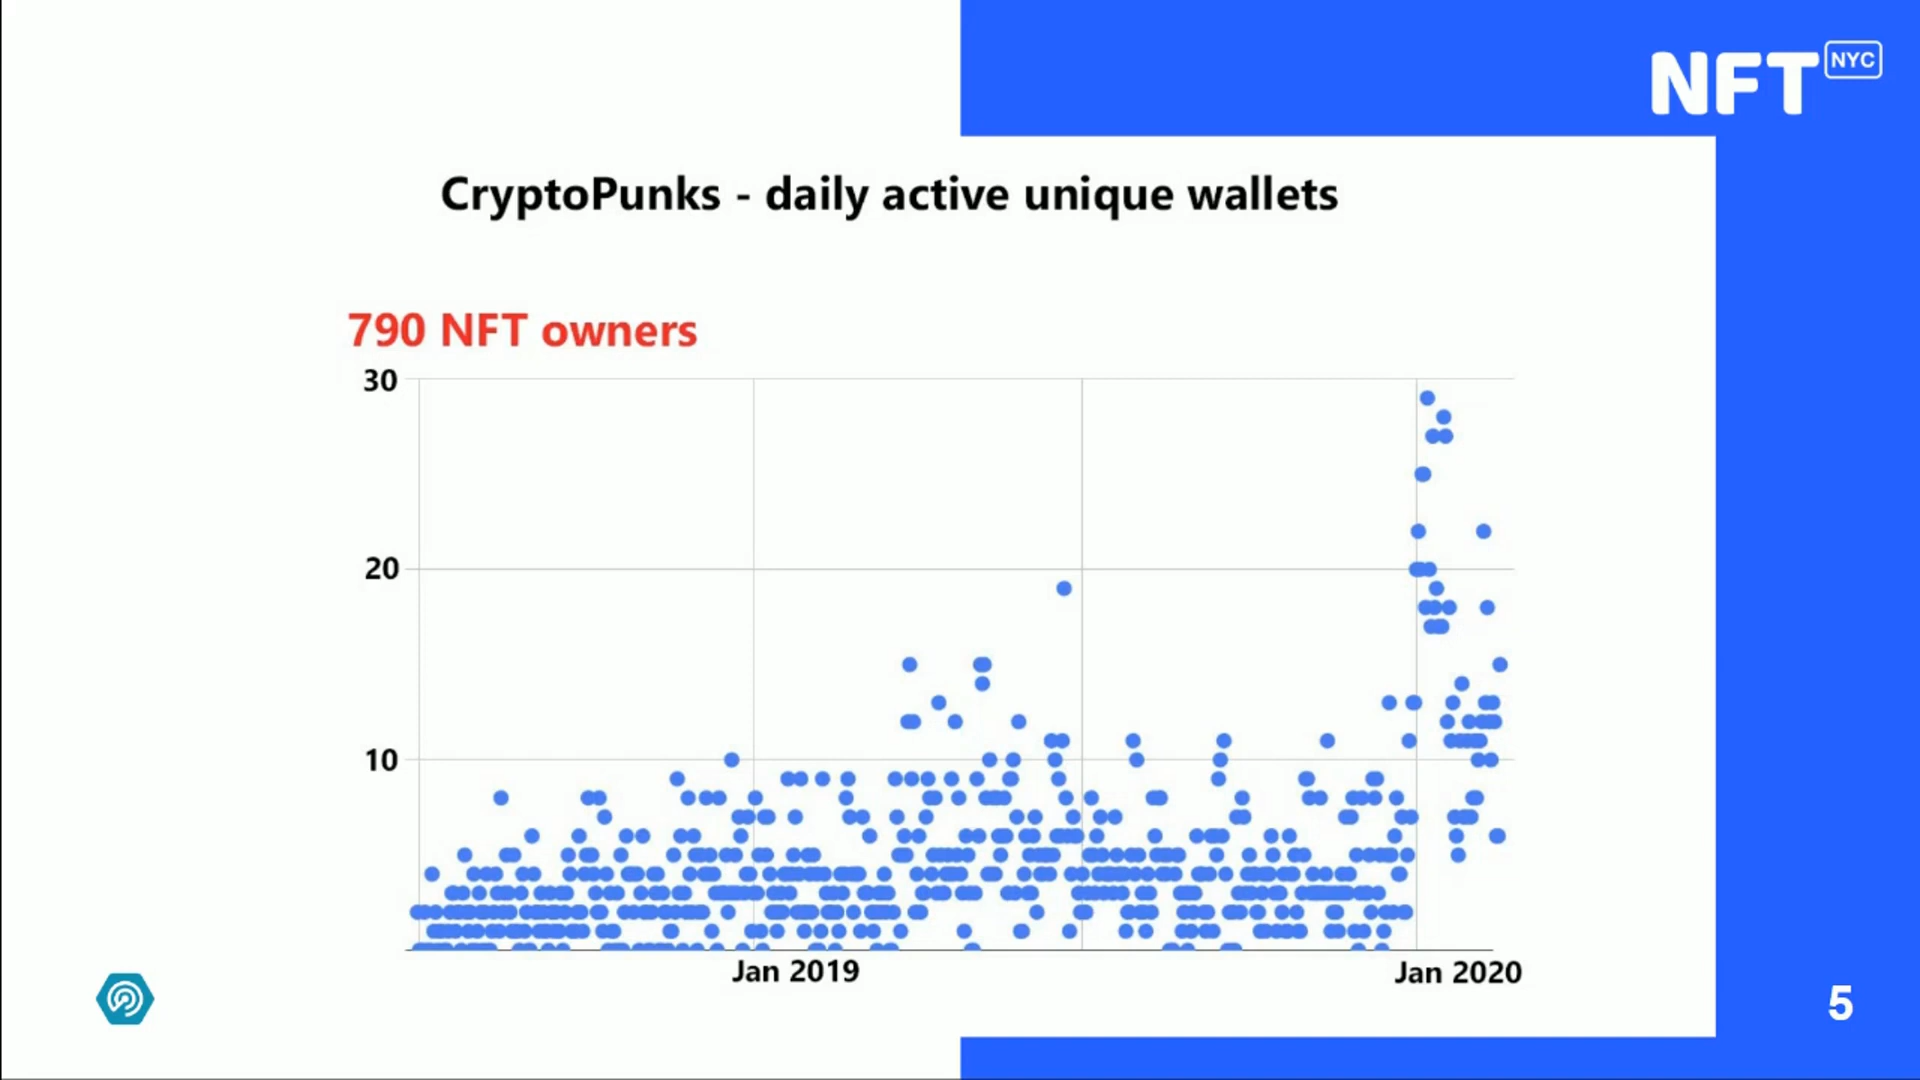 NFT NYC
CryptoPunks - daily active unique wallets
790 NFT owners
30
20
10
Jan 2019
Jan 2020
5